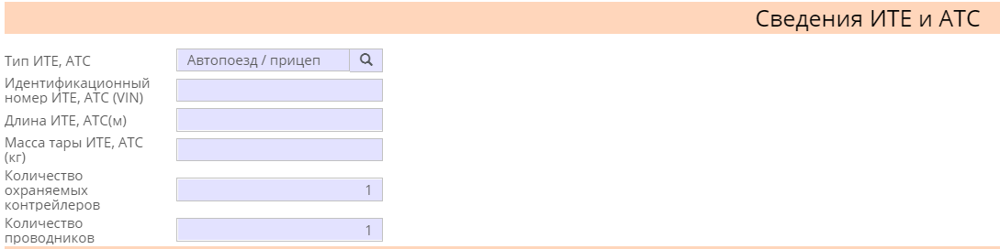 Сведения ИТЕ и АТС
Тип ИТЕ, АТС
Автопоезд / прицеп
Идентификационный
номер ИТЕ, АТС (VIN)
Длина ИТЕ, АТС(м)
Масса тары ИТЕ, АТС
(кг)
Количество
охраняемых
контрейлеров
1
Количество
проводников
1